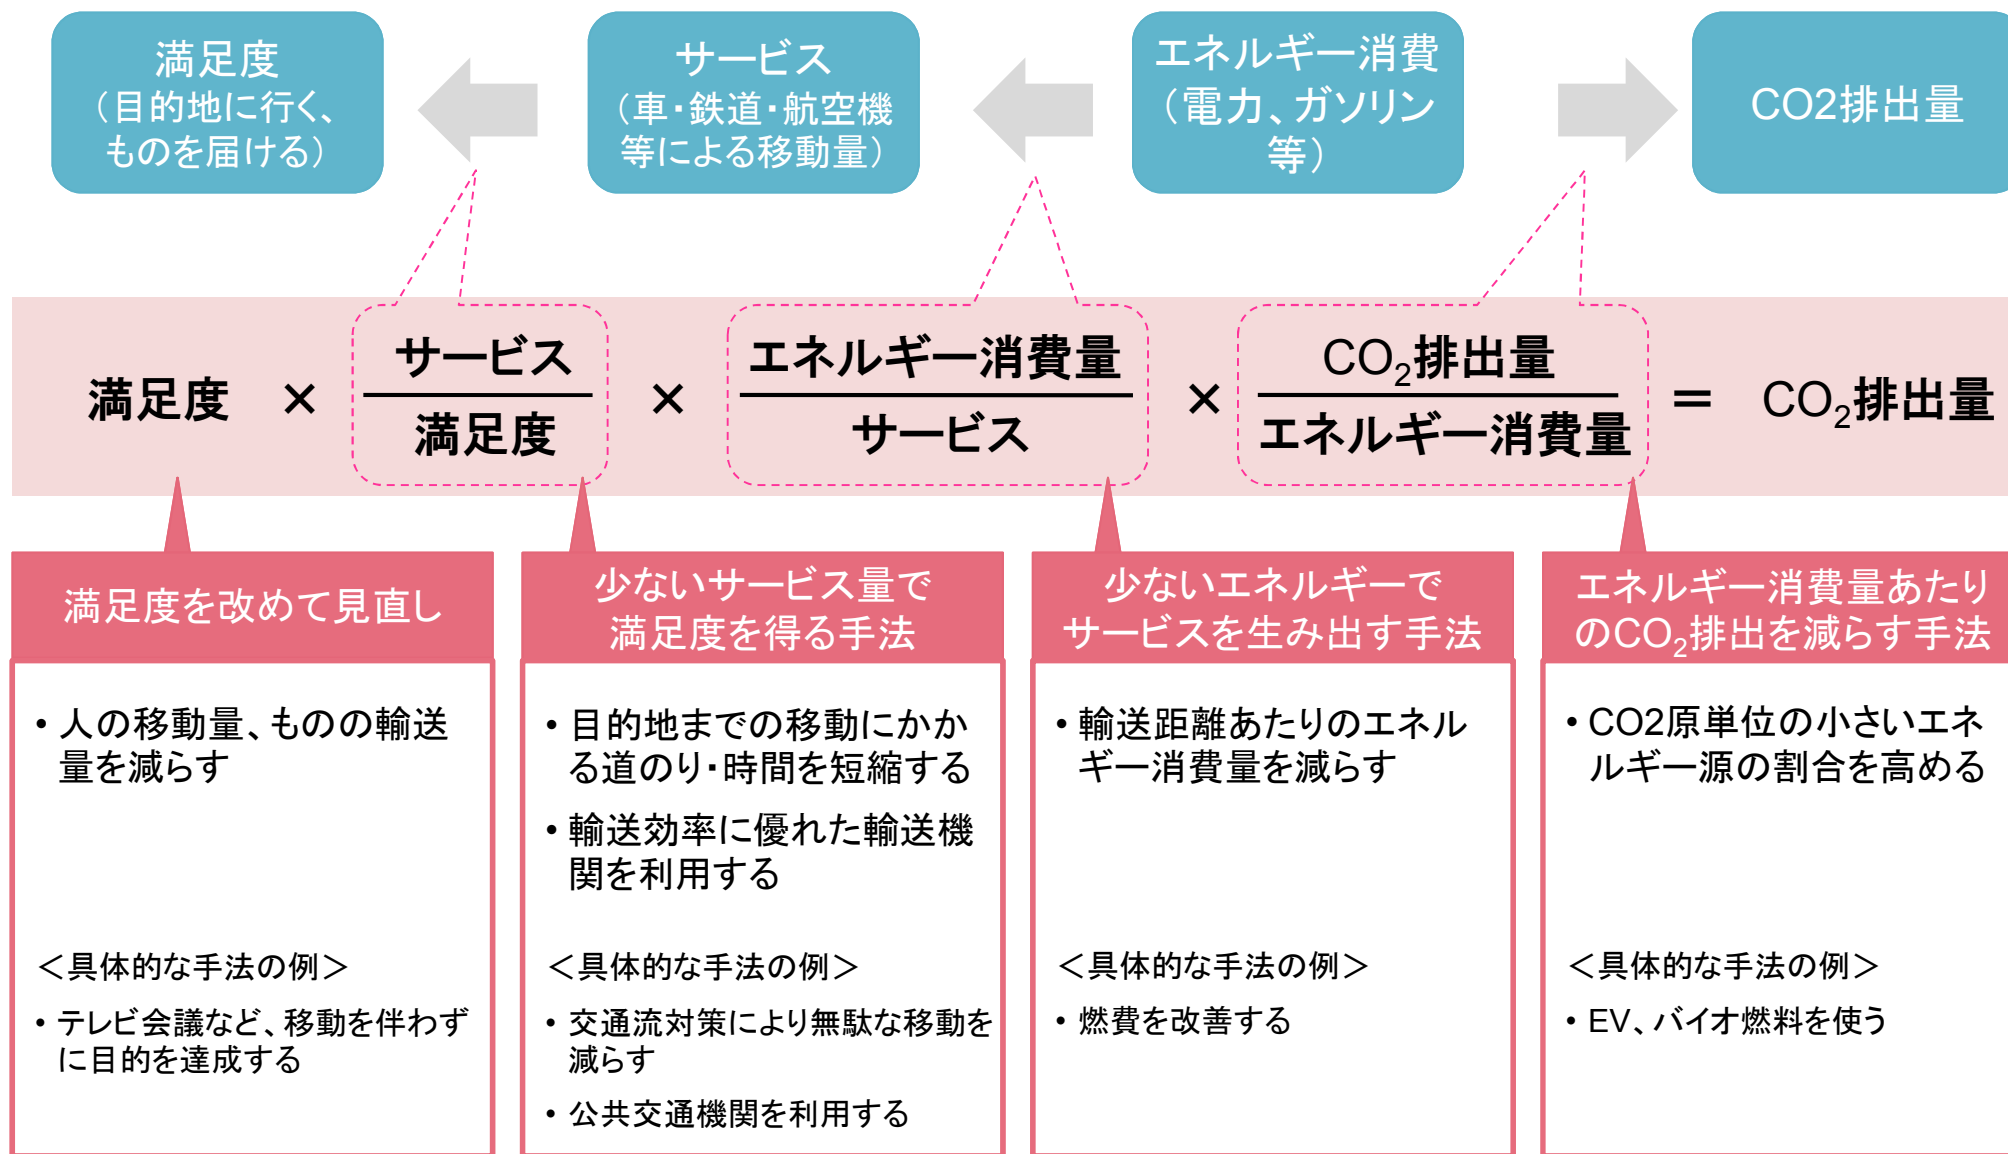 満足度
（目的地に行く、
ものを届ける）
サービス
（車・鉄道・航空機
等による移動量）
エネルギー消費
（電力、ガソリン
等）
CO2排出量
満足度 × サービス × エネルギー消費量 × CO₂排出量 ＝ CO₂排出量
満足度 サービス エネルギー消費量
満足度を改めて見直し
・人の移動量、ものの輸送
量を減らす
＜具体的な手法の例＞
・テレビ会議など、移動を伴わず
に目的を達成する
少ないサービス量で
満足度を得る手法
・目的地までの移動にかか
る道のり・時間を短縮する
・輸送効率に優れた輸送機
関を利用する
＜具体的な手法の例＞
・交通流対策により無駄な移動を
減らす
・公共交通機関を利用する
少ないエネルギーで
サービスを生み出す手法
・輸送距離あたりのエネル
ギー消費量を減らす
＜具体的な手法の例＞
・燃費を改善する
エネルギー消費量あたり
のCO₂排出を減らす手法
・CO2原単位の小さいエネ
ルギー源の割合を高める
＜具体的な手法の例＞
・EV、バイオ燃料を使う